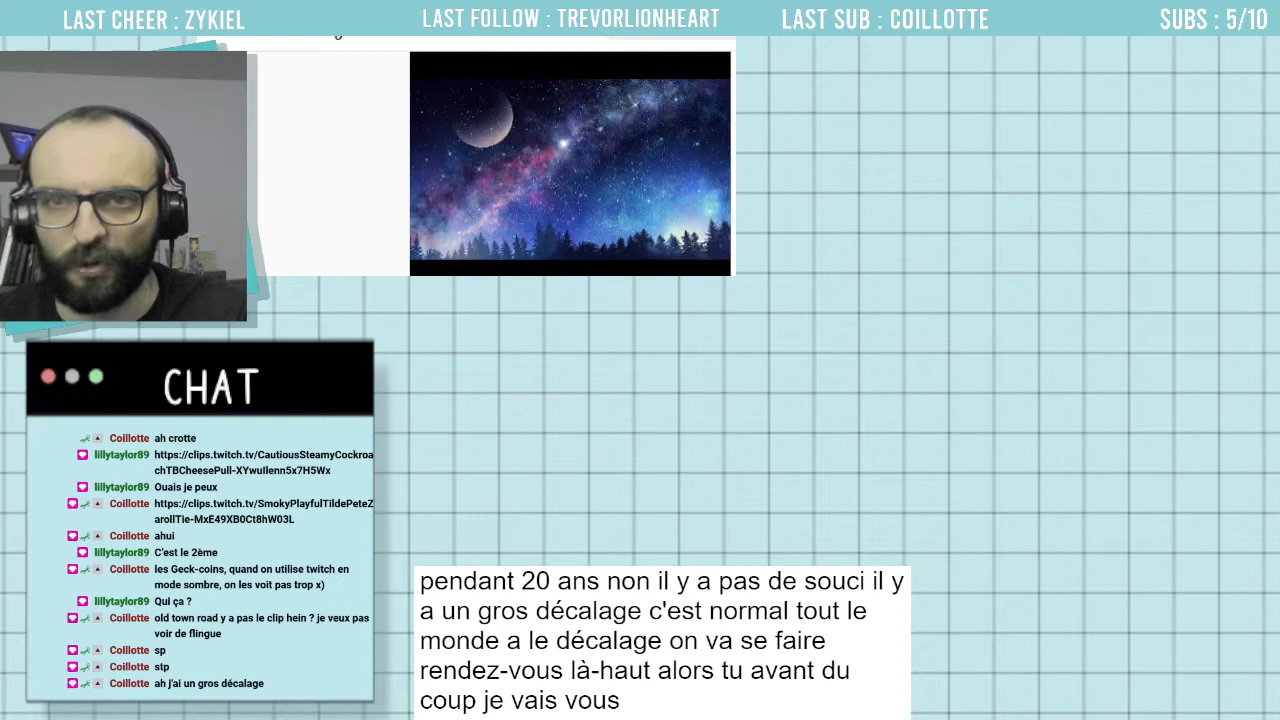 LAST CHEER : ZYKIEL
LAST FOLLOW : TREVORLIONHEART
LAST SUB : COILLOTTE
SUBS : 5/10
CHAT
Coillotte ah crotte
lillytaylor89 https://clips.twitch.tv/CautiousSteamyCockroa
chTBCheesePull-XYwuIlenn5x7H5Wx
lillytaylor89 Ouais je peux
Coillotte https://clips.twitch.tv/SmokyPlayfulTildePeteZ
arollTie-MxE49XB0Ct8hW03L
Coillotte ahui
lillytaylor89 C'est le 2ème
Coillotte les Geck-coins, quand on utilise twitch en
mode sombre, on les voit pas trop x)
lillytaylor89 Qui ça ?
Coillotte old town road y a pas le clip hein ? je veux pas
voir de flingue
Coillotte sp
Coillotte stp
Coillotte ah j'ai un gros décalage
pendant 20 ans non il y a pas de souci il y
a un gros décalage c'est normal tout le
monde a le décalage on va se faire
rendez-vous là-haut alors tu avant du
coup je vais vous